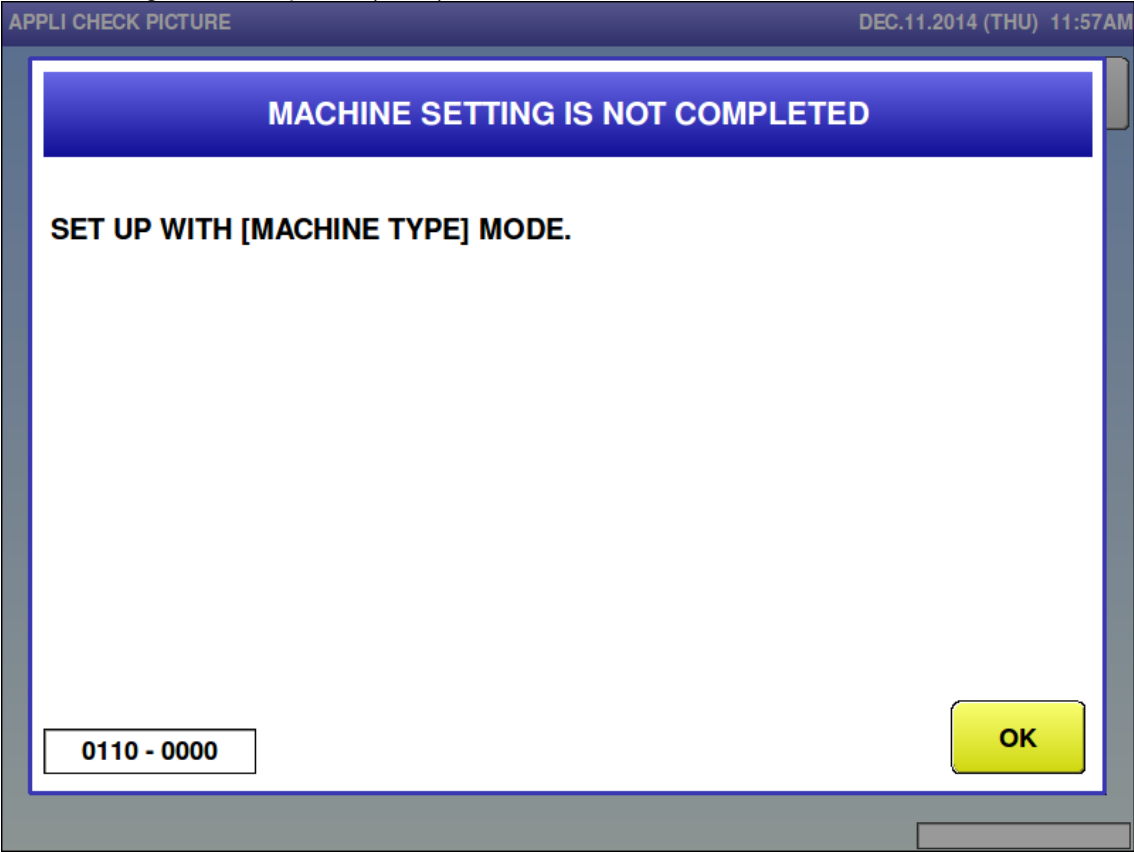 APPLI CHECK PICTURE DEC.11.2014 (THU) 11:57AM
MACHINE SETTING IS NOT COMPLETED
SET UP WITH [MACHINE TYPE] MODE.
0110 - 0000
OK